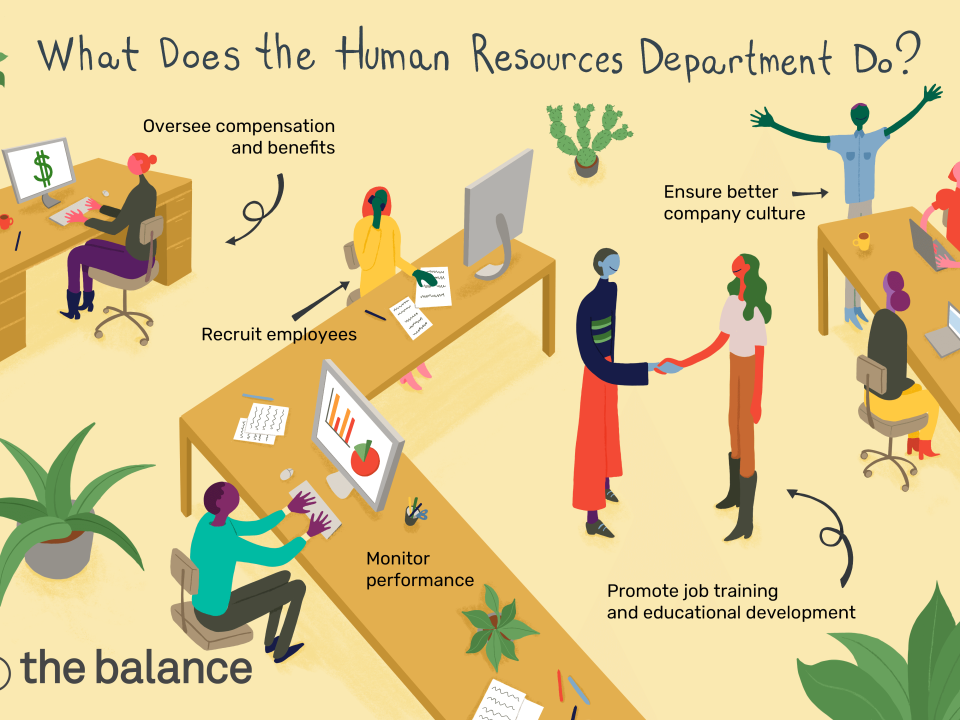 What Does the Human Resources Department Do?
Oversee compensation
and benefits
$
Ensure better
company culture
Recruit employees
Monitor
performance
Promote job training
and educational development
the balance